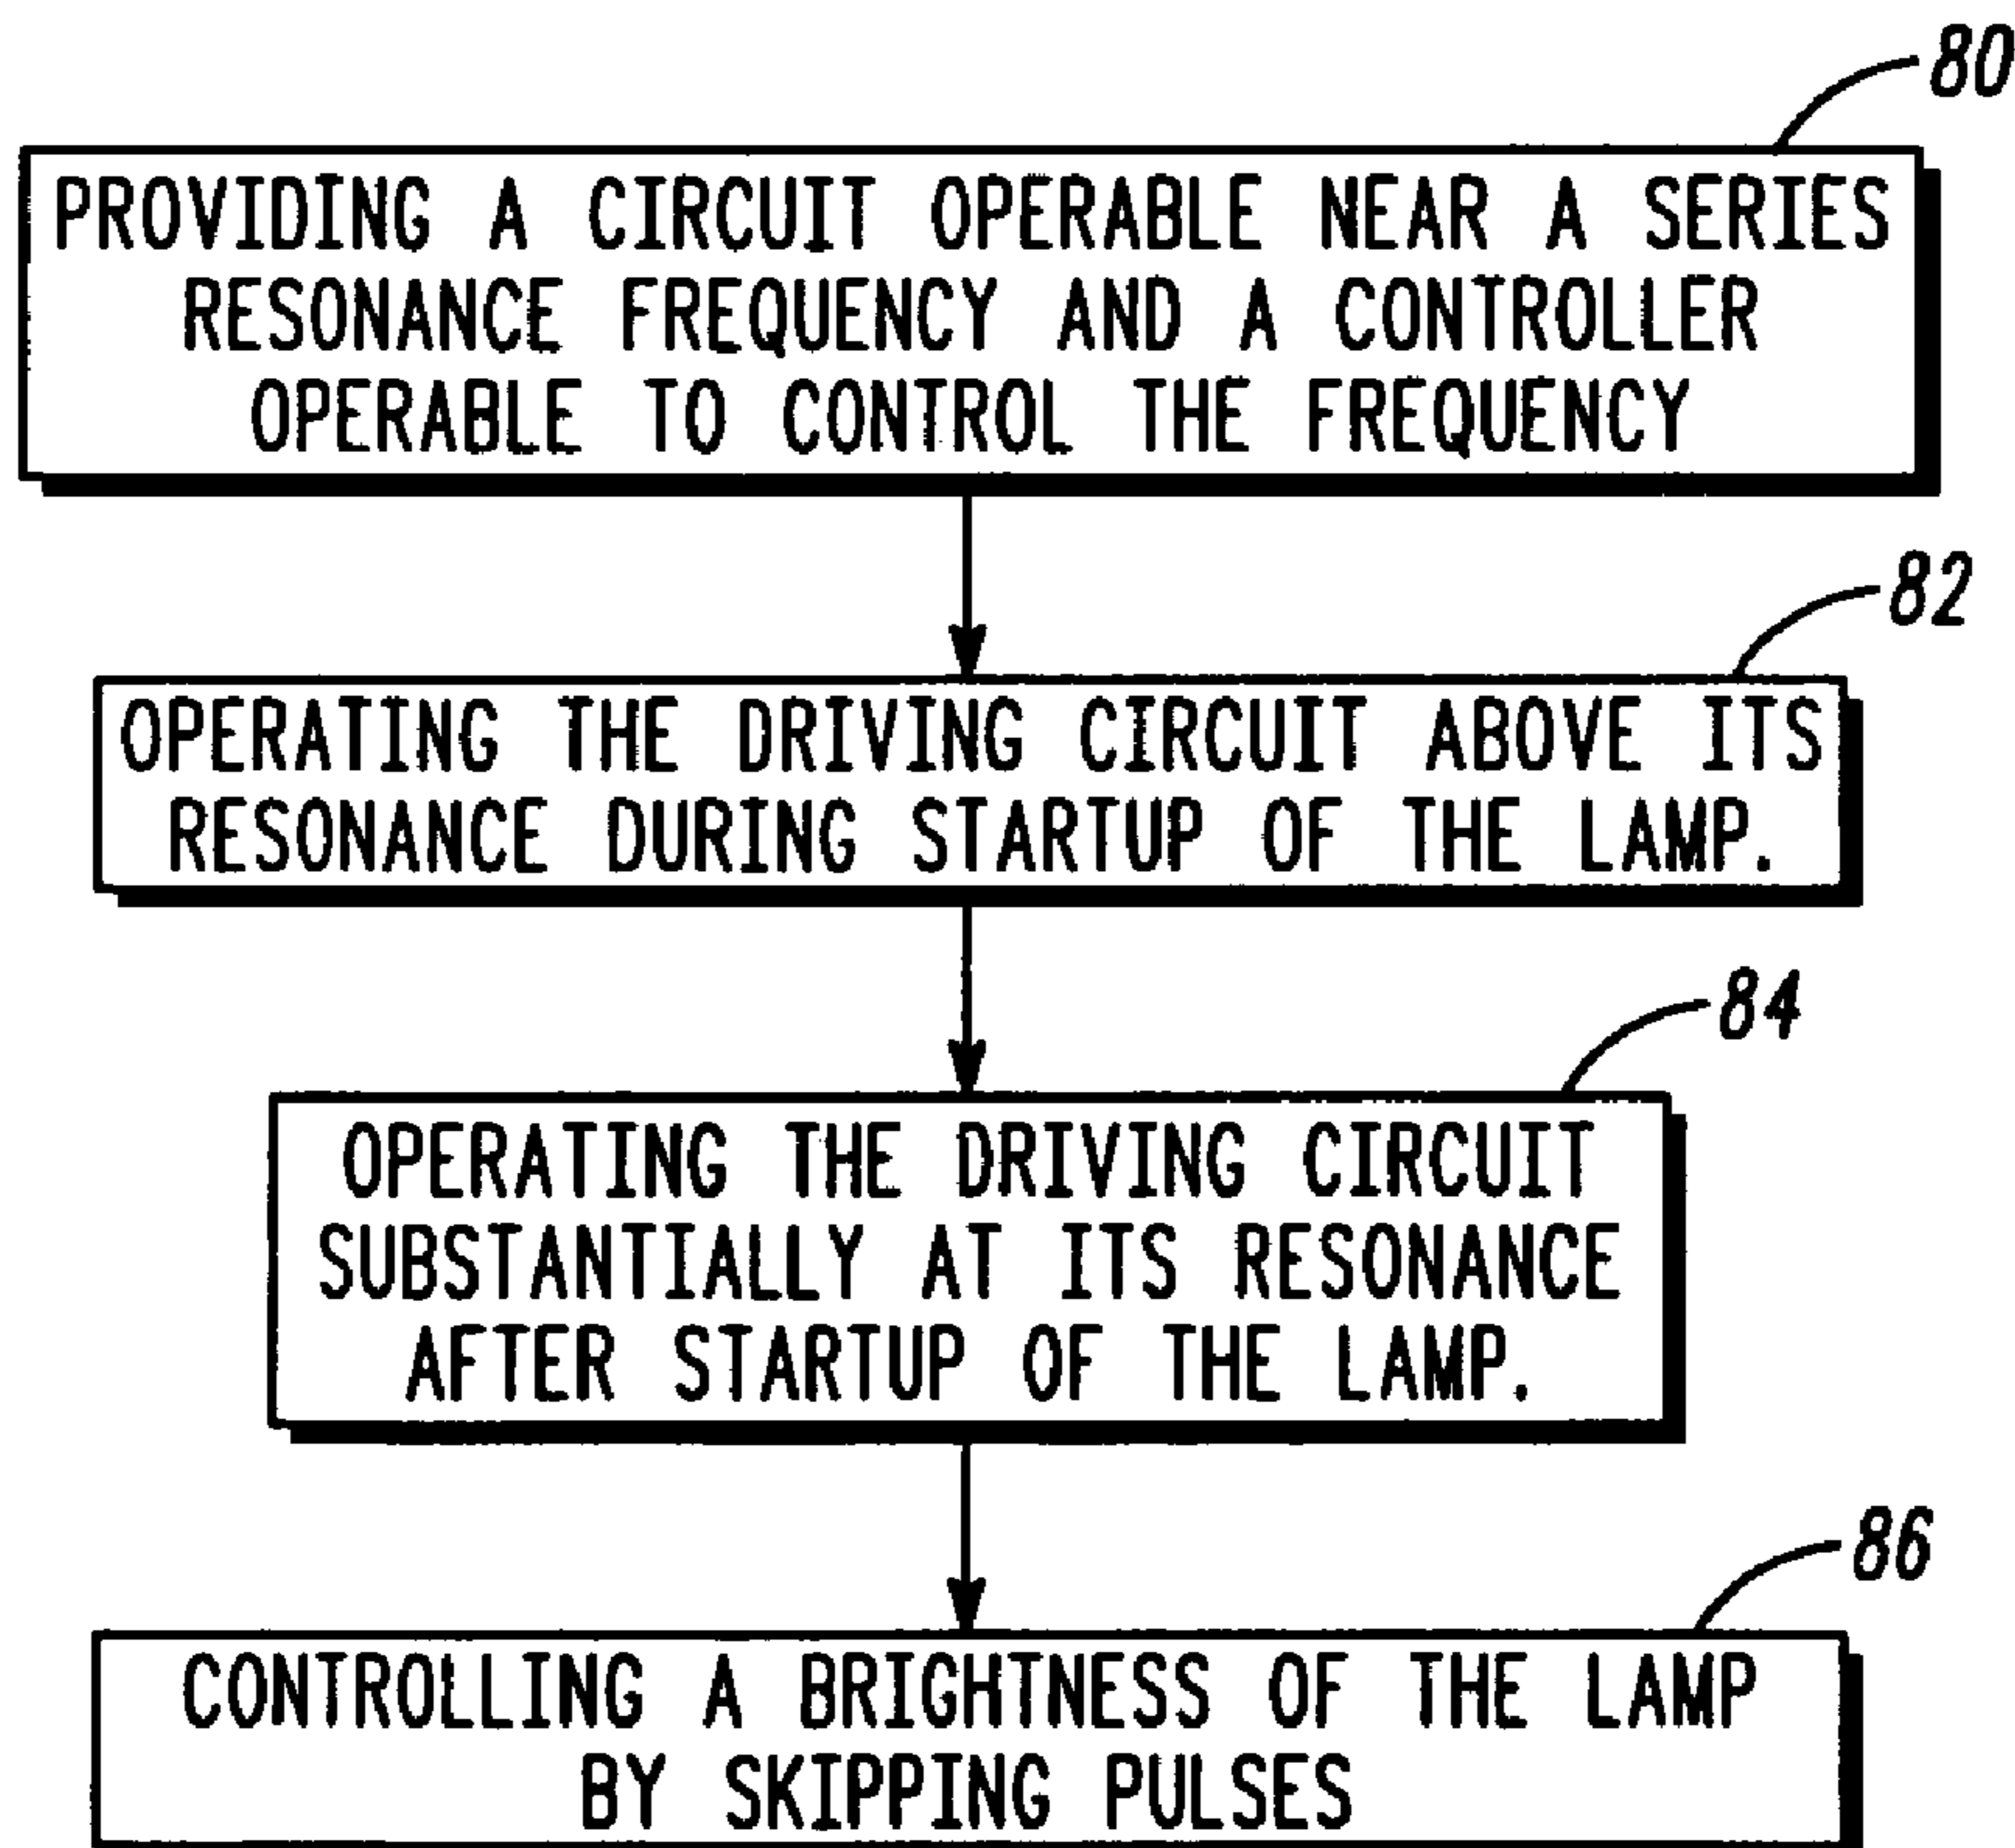 80
PROVIDING A CIRCUIT OPERABLE NEAR A SERIES
RESONANCE FREQUENCY AND A CONTROLLER
OPERABLE TO CONTROL THE FREQUENCY
82
OPERATING THE DRIVING CIRCUIT ABOVE ITS
RESONANCE DURING STARTUP OF THE LAMP.
84
OPERATING THE DRIVING CIRCUIT
SUBSTANTIALLY AT ITS RESONANCE
AFTER STARTUP OF THE LAMP.
86
CONTROLLING A BRIGHTNESS OF THE LAMP
BY SKIPPING PULSES